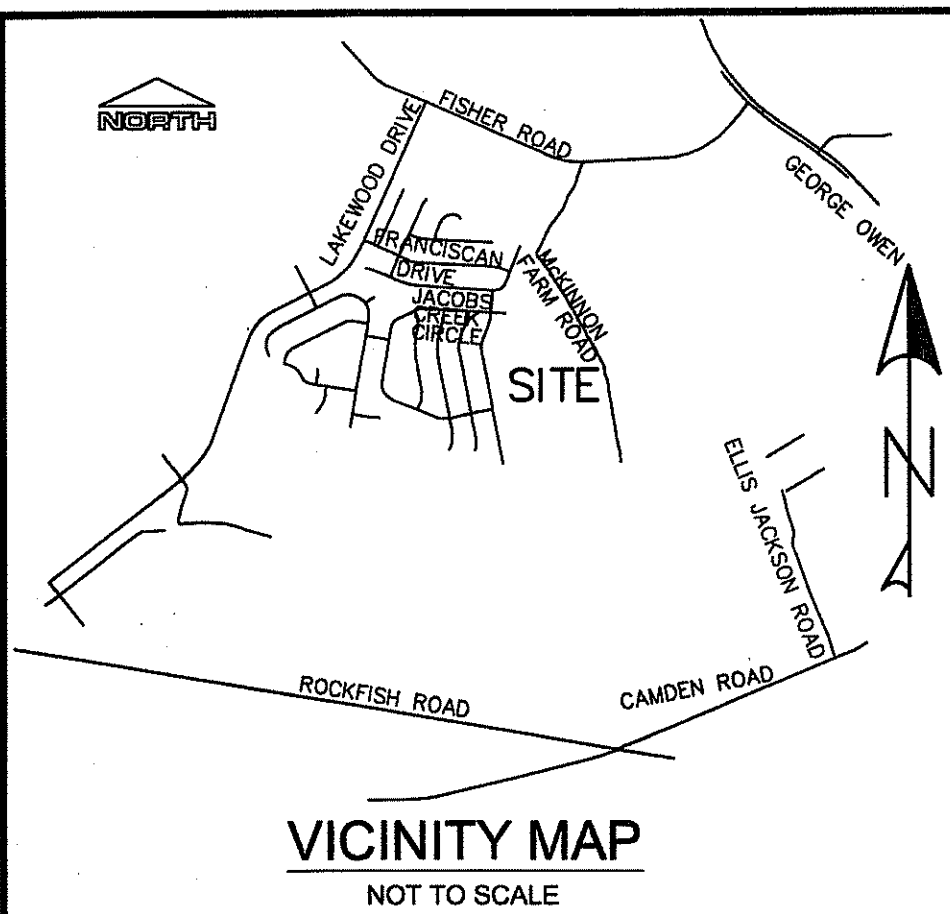 NORTH
FISHER ROAD
LAKEWOOD DRIVE
GEORGE OWEN
FRANCISCAN
DRIVE
McKINNON
FARM ROAD
JACOBS
CREEK
CIRCLE
SITE
N
ELLIS JACKSON ROAD
ROCKFISH ROAD
CAMDEN ROAD
VICINITY MAP
NOT TO SCALE